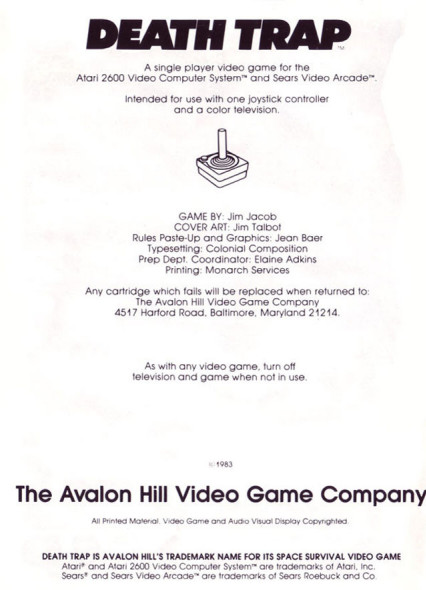 DEATH TRAP™
A single player video game for the
Atari 2600 Video Computer System™ and Sears Video Arcade™.
Intended for use with one joystick controller
and a color television.
GAME BY: Jim Jacob
COVER ART: Jim Talbot
Rules Paste-Up and Graphics: Jean Baer
Typesetting: Colonial Composition
Prep Dept. Coordinator: Elaine Adkins
Printing: Monarch Services
Any cartridge which fails will be replaced when returned to:
The Avalon Hill Video Game Company
4517 Harford Road, Baltimore, Maryland 21214.
As with any video game, turn off
television and game when not in use.
©1983
The Avalon Hill Video Game Company
All Printed Material, Video Game and Audio Visual Display Copyrighted.
DEATH TRAP IS AVALON HILL'S TRADEMARK NAME FOR ITS SPACE SURVIVAL VIDEO GAME
Atari® and Atari 2600 Video Computer System™ are trademarks of Atari, Inc.
Sears® and Sears Video Arcade™ are trademarks of Sears Roebuck and Co.